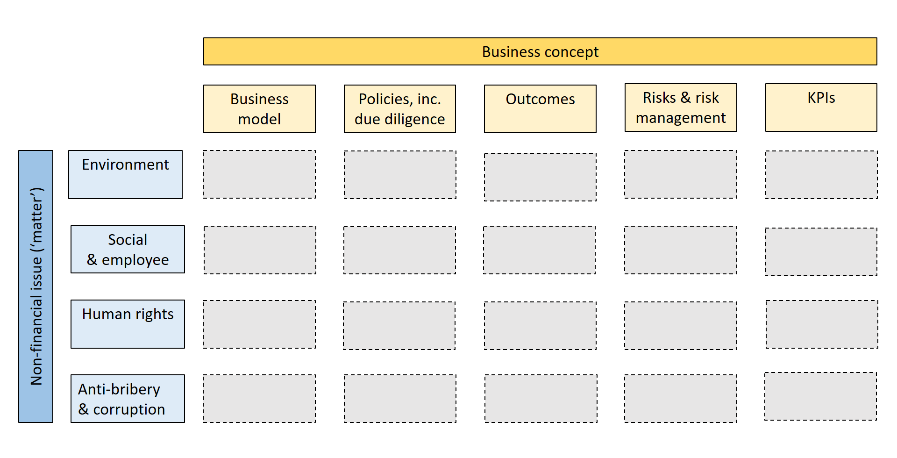 Business concept
Business
model
Policies, inc.
due diligence
Outcomes
Risks & risk
management
KPIs
Non-financial issue (‘matter’)
Environment
Social
& employee
Human rights
Anti-bribery
& corruption